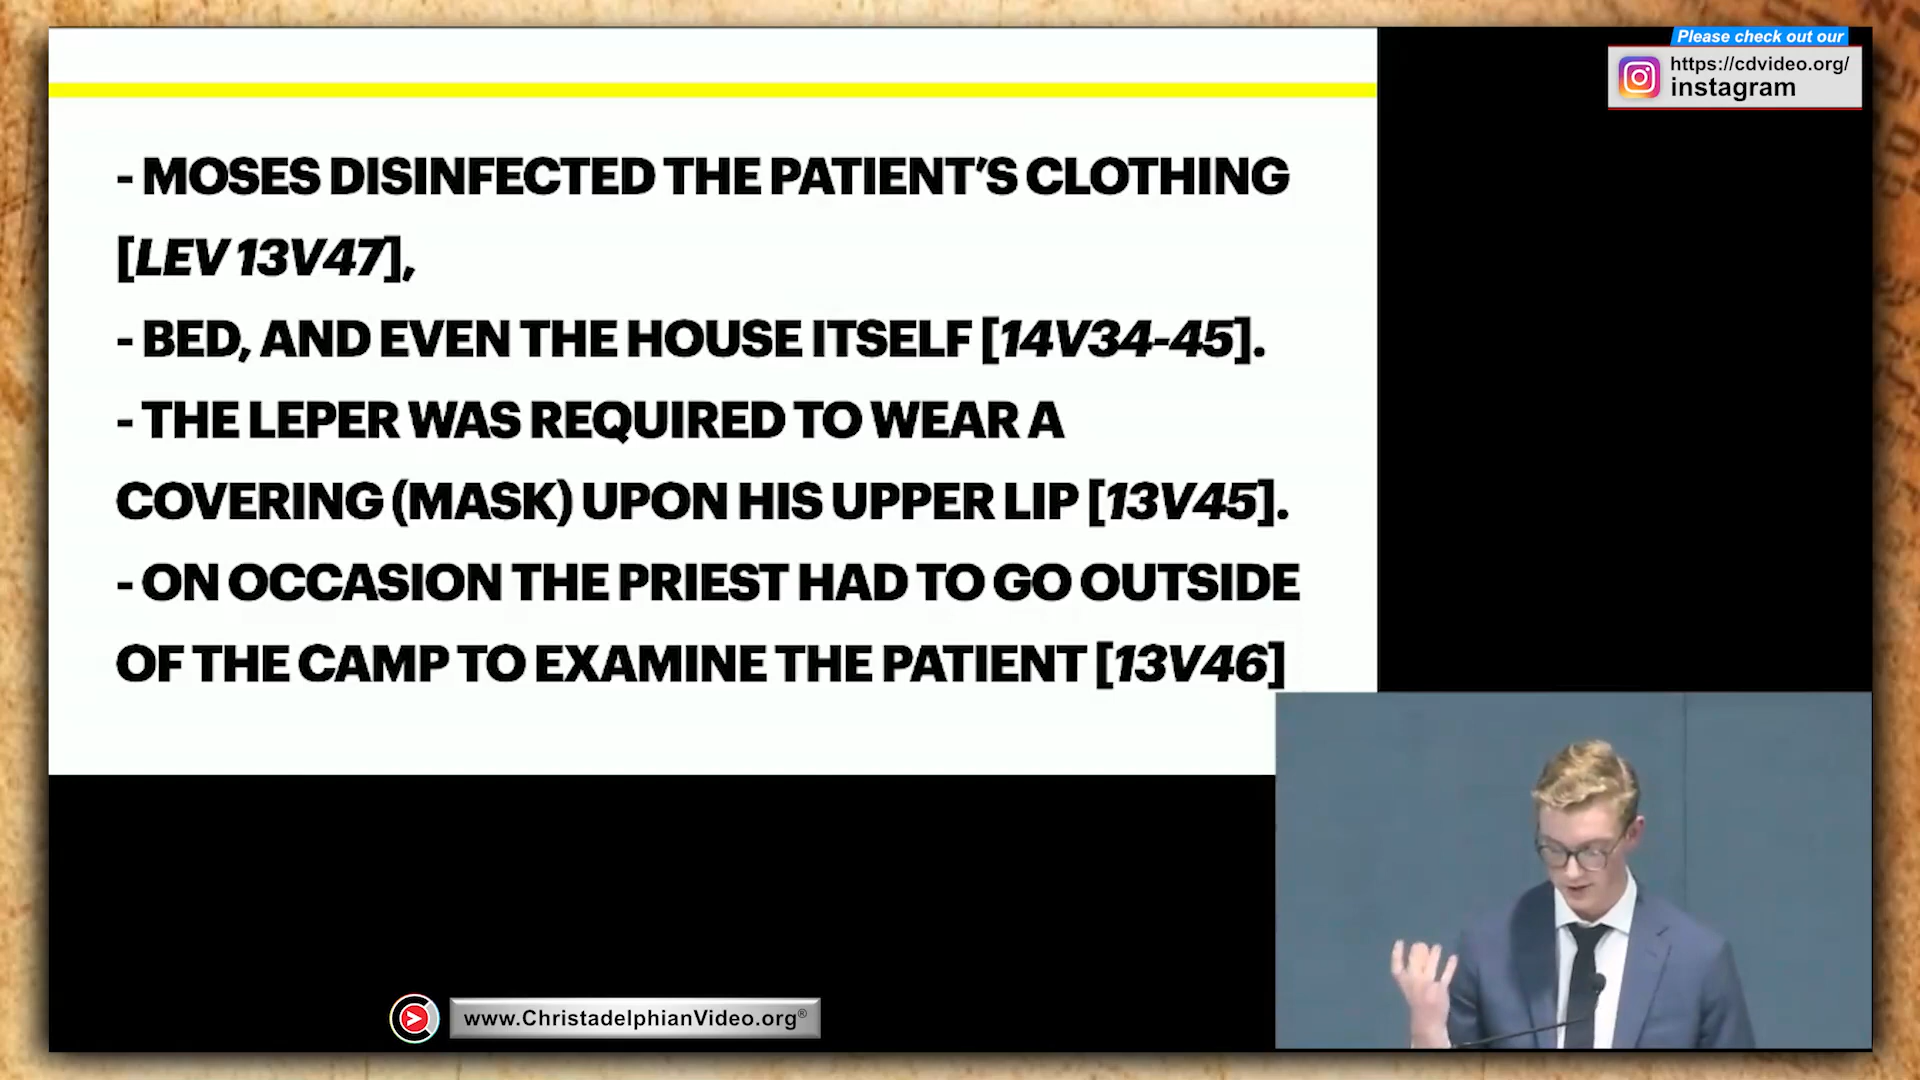 Please check out our
https://cdvideo.org/
instagram
- MOSES DISINFECTED THE PATIENT'S CLOTHING
[LEV 13V47],
- BED, AND EVEN THE HOUSE ITSELF [14V34-45].
- THE LEPER WAS REQUIRED TO WEAR A
COVERING (MASK) UPON HIS UPPER LIP [13V45].
- ON OCCASION THE PRIEST HAD TO GO OUTSIDE
OF THE CAMP TO EXAMINE THE PATIENT [13V46]
www.ChristadelphianVideo.org®